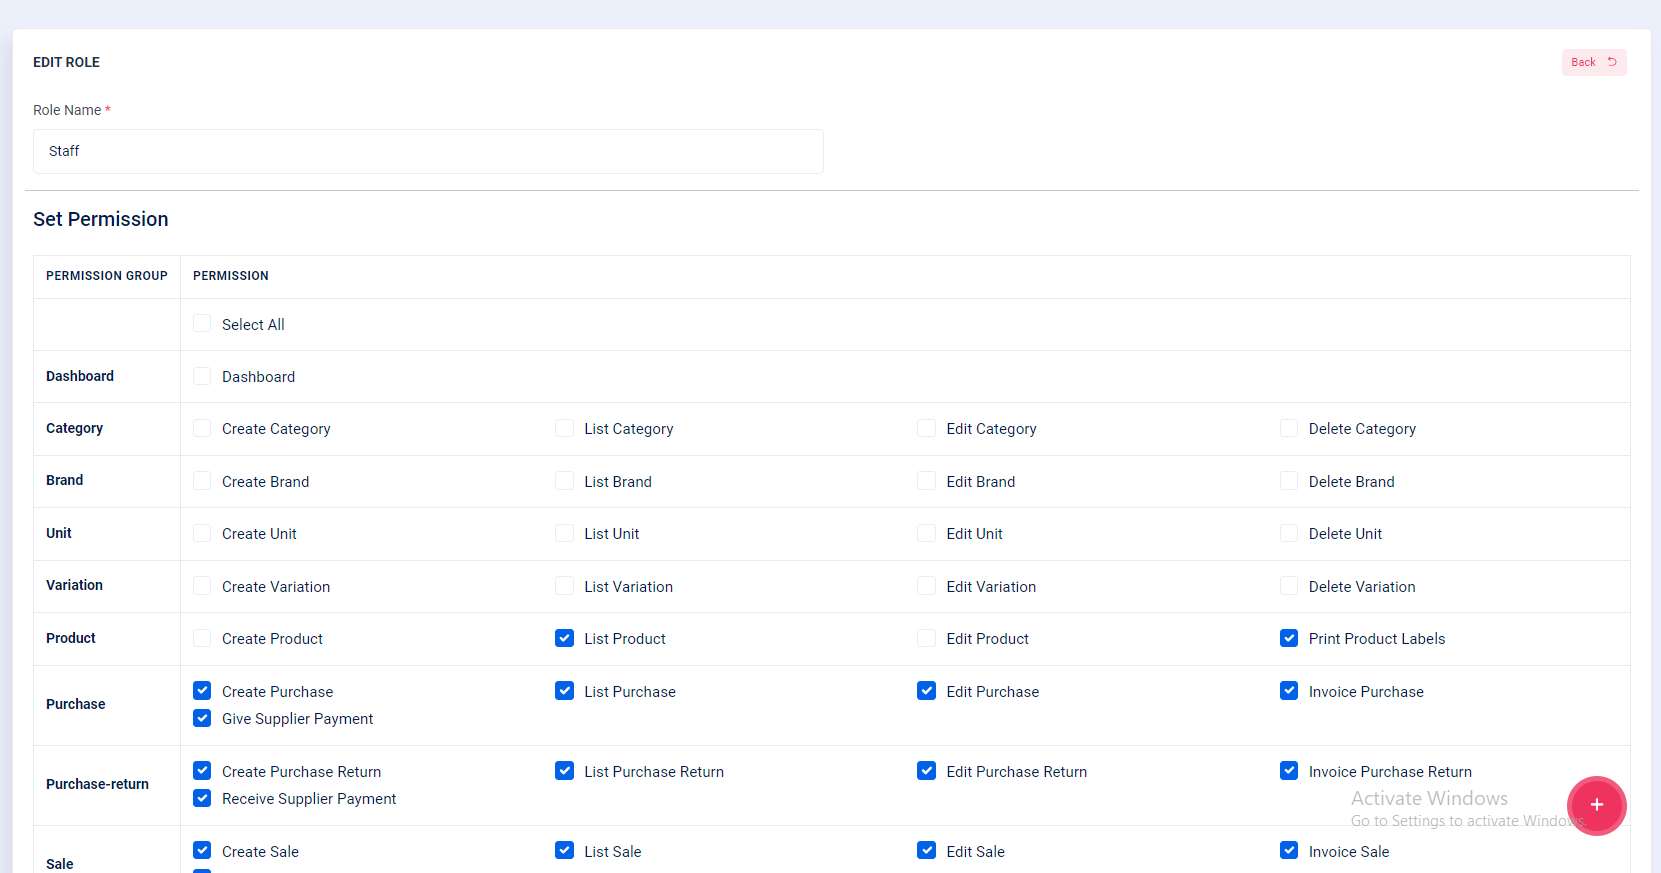 EDIT ROLE
Back
Role Name *
Staff
Set Permission
PERMISSION GROUP PERMISSION
Select All
Dashboard Dashboard
Category Create Category List Category Edit Category Delete Category
Brand Create Brand List Brand Edit Brand Delete Brand
Unit Create Unit List Unit Edit Unit Delete Unit
Variation Create Variation List Variation Edit Variation Delete Variation
Product Create Product List Product Edit Product Print Product Labels
Create Purchase List Purchase Edit Purchase Invoice Purchase
Purchase
Give Supplier Payment
Create Purchase Return List Purchase Return Edit Purchase Return Invoice Purchase Return
Purchase-return
Receive Supplier Payment
Activate Windows
Go to Settings to activate Windows.
Create Sale List Sale Edit Sale Invoice Sale
Sale